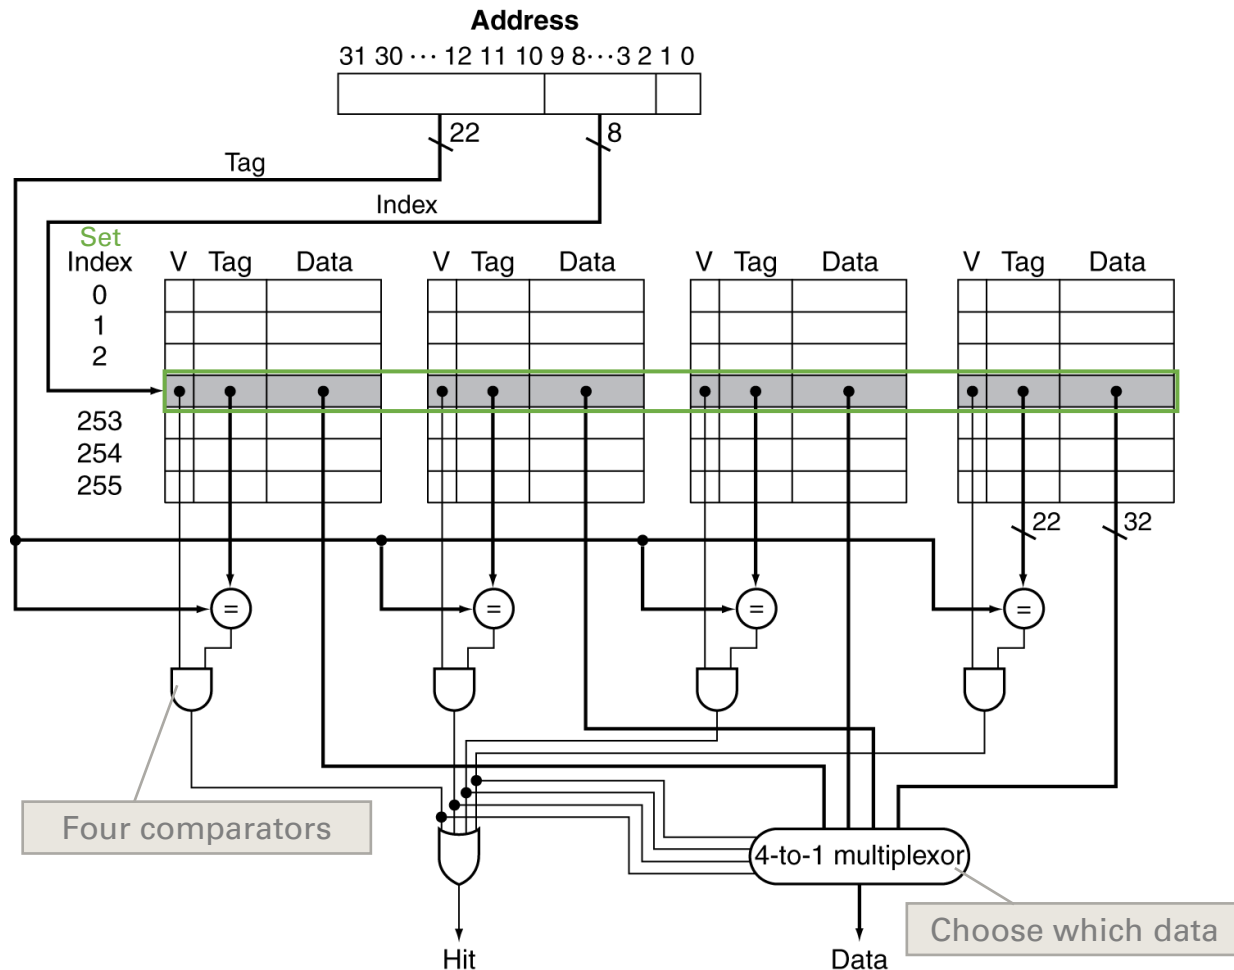 Address
31 30 ··· 12 11 10 9 8···3 2 1 0
22
8
Tag
Index
Set
Index
V Tag Data
V Tag Data
V Tag Data
V Tag Data
0
1
2
253
254
255
22
32
=
=
=
=
Four comparators
4-to-1 multiplexor
Choose which data
Hit
Data